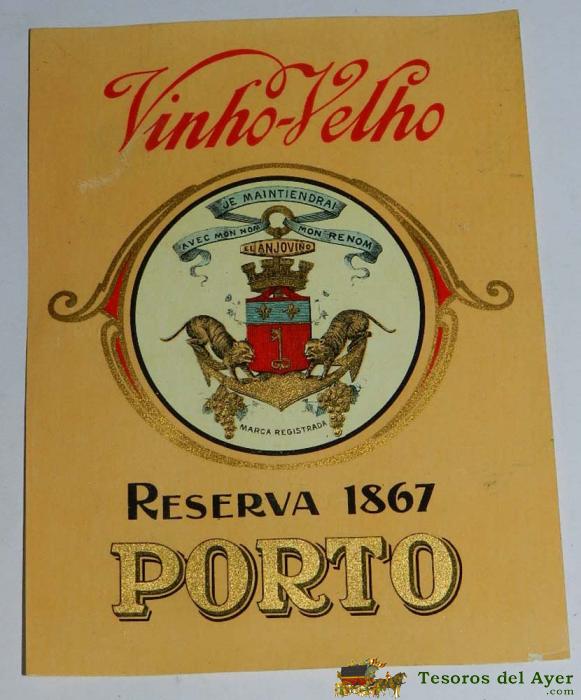 Vinho-Velho
JE MAINTIENDRAI
AVEC MON NOM MON RENOM
EL ANJOVINO
MARCA REGISTRADA
RESERVA 1867
PORTO
Tesoros del Ayer
.com